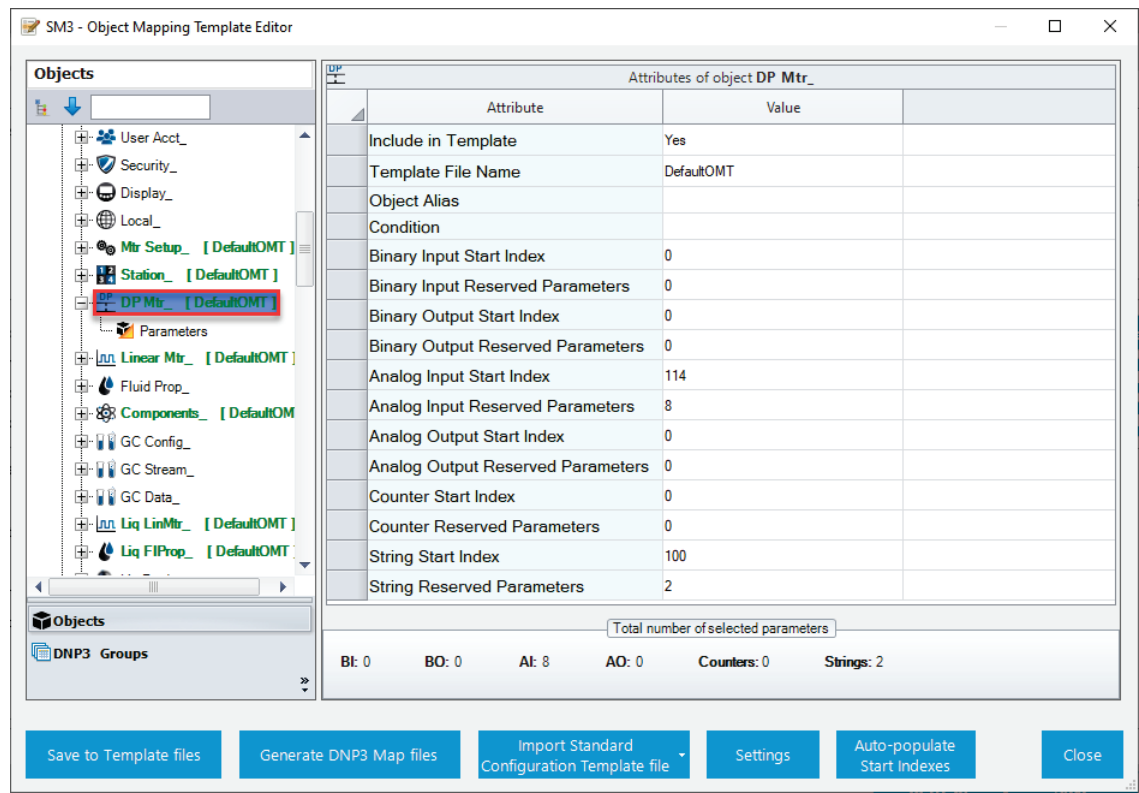 SM3 - Object Mapping Template Editor
Objects
User Acct_
Security_
Display_
Local_
Mtr Setup_ [ DefaultOMT ]
Station_ [ DefaultOMT ]
DP Mtr_ [ DefaultOMT ]
Parameters
Linear Mtr_ [ DefaultOMT ]
Fluid Prop_
Components_ [ DefaultOM
GC Config_
GC Stream_
GC Data_
Liq LinMtr_ [ DefaultOMT ]
Liq FlProp_ [ DefaultOMT
Objects
DNP3 Groups
DP
Attributes of object DP Mtr_
Attribute Value
Include in Template Yes
Template File Name DefaultOMT
Object Alias
Condition
Binary Input Start Index 0
Binary Input Reserved Parameters 0
Binary Output Start Index 0
Binary Output Reserved Parameters 0
Analog Input Start Index 114
Analog Input Reserved Parameters 8
Analog Output Start Index 0
Analog Output Reserved Parameters 0
Counter Start Index 0
Counter Reserved Parameters 0
String Start Index 100
String Reserved Parameters 2
Total number of selected parameters
BI: 0 BO: 0 AI: 8 AO: 0 Counters: 0 Strings: 2
Save to Template files
Generate DNP3 Map files
Import Standard
Configuration Template file
Settings
Auto-populate
Start Indexes
Close